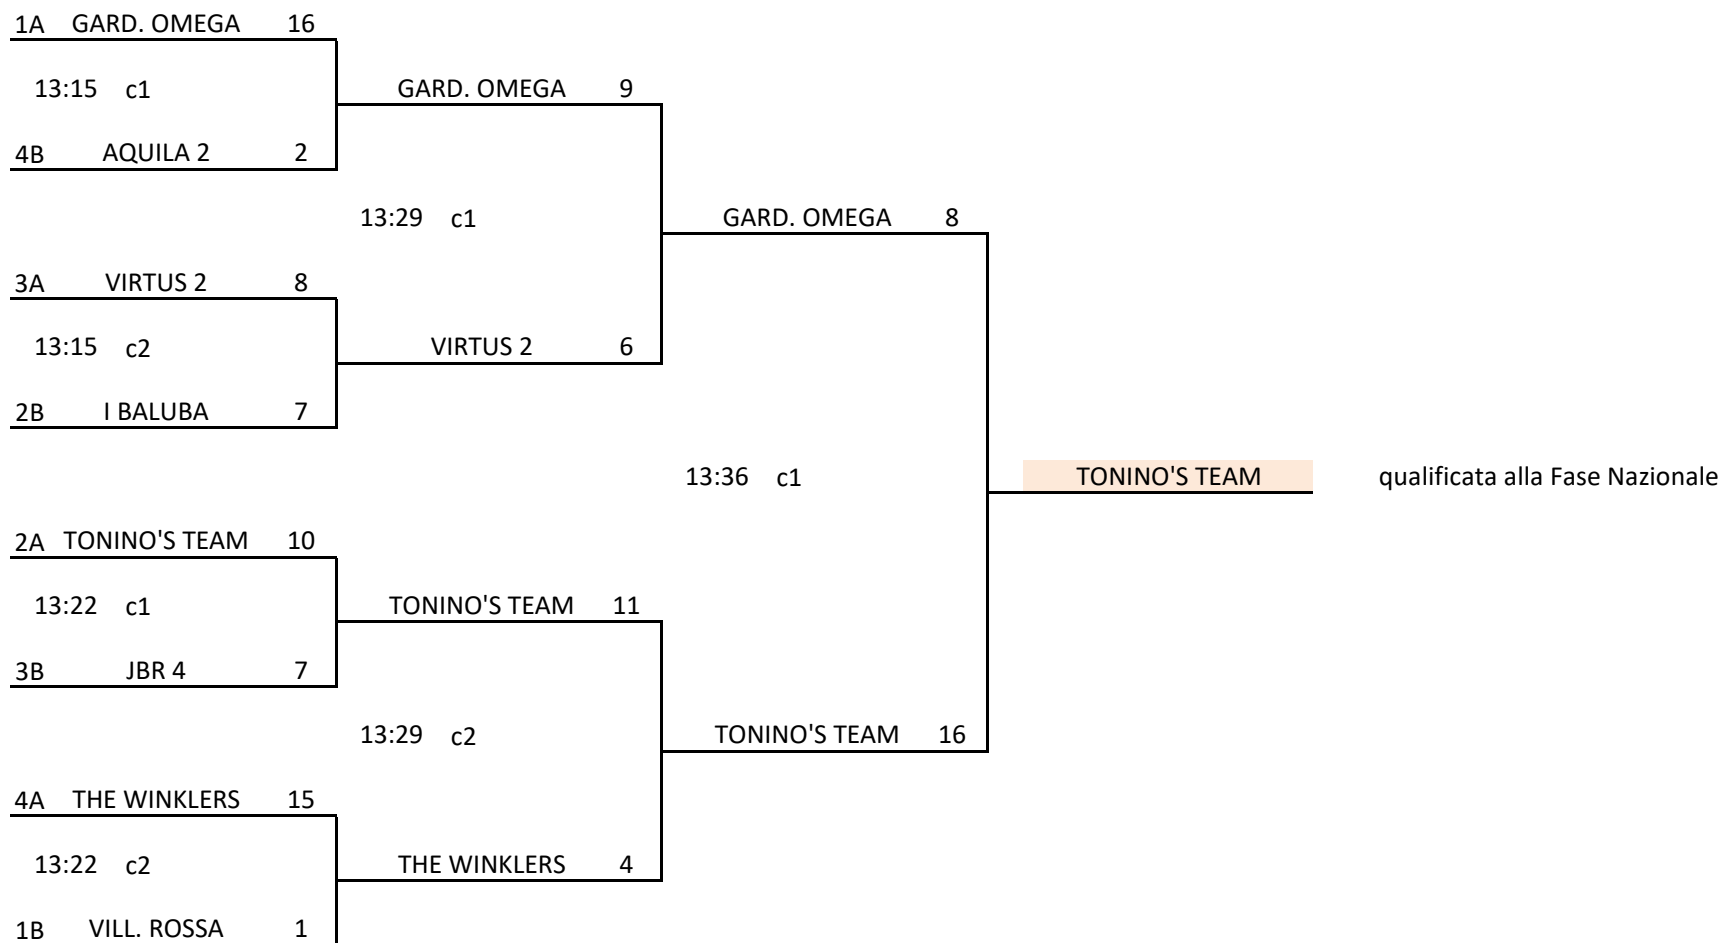 1A GARD. OMEGA 16
13:15 c1 GARD. OMEGA 9
4B AQUILA 2 2
13:29 c1 GARD. OMEGA 8
3A VIRTUS 2 8
13:15 c2 VIRTUS 2 6
2B I BALUBA 7
13:36 c1 TONINO'S TEAM qualificata alla Fase Nazionale
2A TONINO'S TEAM 10
13:22 c1 TONINO'S TEAM 11
3B JBR 4 7
13:29 c2 TONINO'S TEAM 16
4A THE WINKLERS 15
13:22 c2 THE WINKLERS 4
1B VILL. ROSSA 1